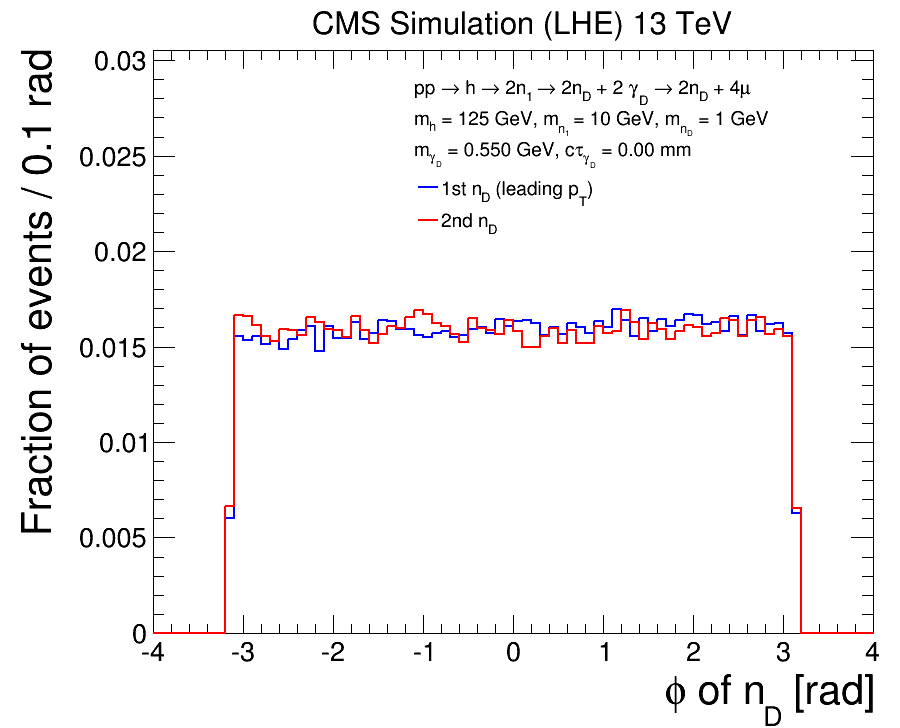 CMS Simulation (LHE) 13 TeV
Fraction of events / 0.1 rad
0.03
0.025
0.02
0.015
0.01
0.005
0
pp → h → 2n1 → 2nD + 2 γD → 2nD + 4μ
mh = 125 GeV, mn1 = 10 GeV, mnD = 1 GeV
mγD = 0.550 GeV, cτγD = 0.00 mm
1st nD (leading pT)
2nd nD
-4 -3 -2 -1 0 1 2 3 4
ϕ of nD [rad]